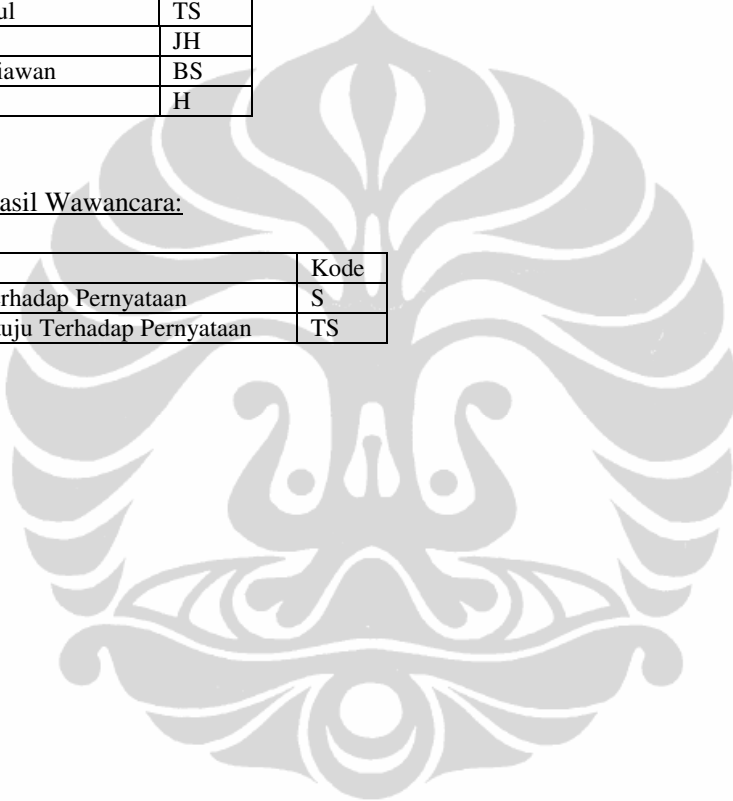 ul TS
JH
iawan BS
H
asil Wawancara:
Kode
rhadap Pernyataan S
uju Terhadap Pernyataan TS